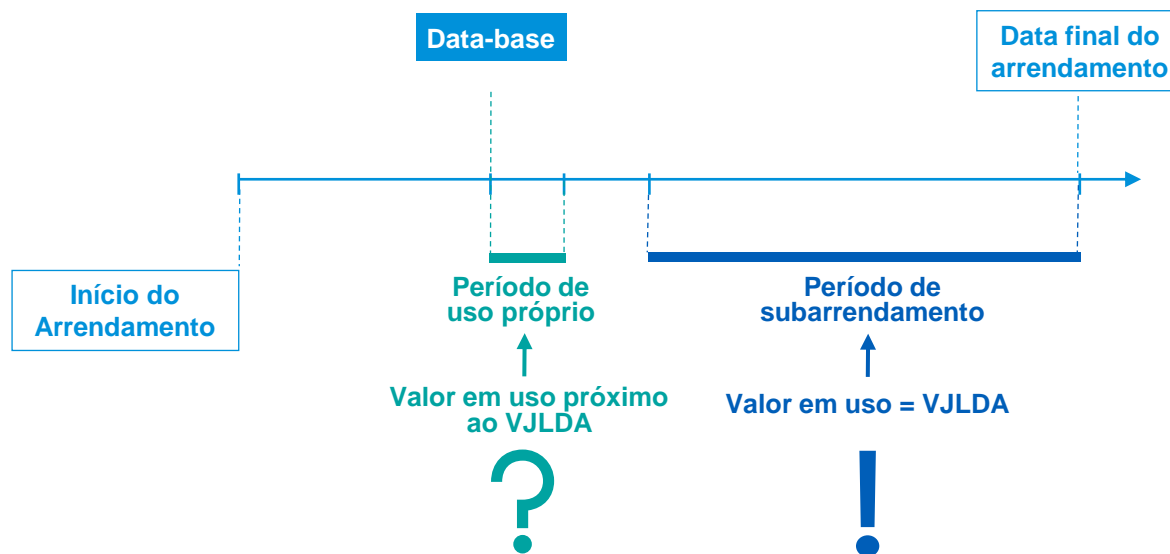 Data-base
Data final do
arrendamento
Início do
Arrendamento
Período de
uso próprio
Período de
subarrendamento
Valor em uso próximo
ao VJLDA
Valor em uso = VJLDA
?
!